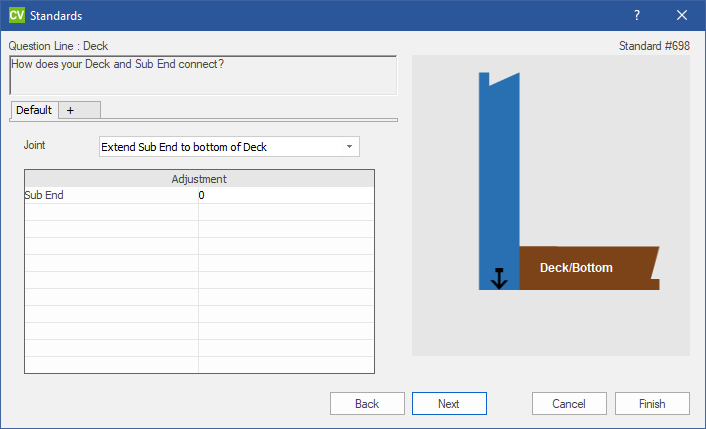 CV Standards ?
Question Line : Deck
Standard #698
How does your Deck and Sub End connect?
Default +
Joint
Extend Sub End to bottom of Deck
Adjustment
Sub End 0
Deck/Bottom
Back Next Cancel Finish